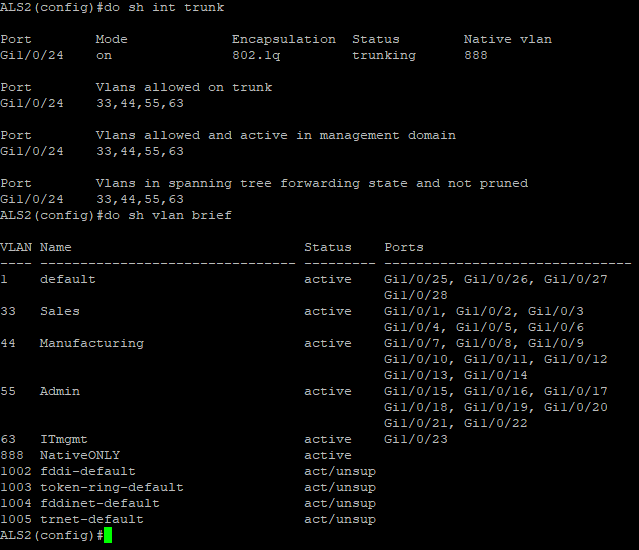 ALS2(config)#do sh int trunk
Port        Mode             Encapsulation  Status        Native vlan
Gi1/0/24    on               802.1q         trunking      888
Port        Vlans allowed on trunk
Gi1/0/24    33,44,55,63
Port        Vlans allowed and active in management domain
Gi1/0/24    33,44,55,63
Port        Vlans in spanning tree forwarding state and not pruned
Gi1/0/24    33,44,55,63
ALS2(config)#do sh vlan brief
VLAN Name                             Status    Ports
---- -------------------------------- --------- -------------------------------
1    default                          active    Gi1/0/25, Gi1/0/26, Gi1/0/27
                                                Gi1/0/28
33   Sales                            active    Gi1/0/1, Gi1/0/2, Gi1/0/3
                                                Gi1/0/4, Gi1/0/5, Gi1/0/6
44   Manufacturing                    active    Gi1/0/7, Gi1/0/8, Gi1/0/9
                                                Gi1/0/10, Gi1/0/11, Gi1/0/12
                                                Gi1/0/13, Gi1/0/14
55   Admin                            active    Gi1/0/15, Gi1/0/16, Gi1/0/17
                                                Gi1/0/18, Gi1/0/19, Gi1/0/20
                                                Gi1/0/21, Gi1/0/22
63   ITmgmt                           active    Gi1/0/23
888  NativeONLY                       active
1002 fddi-default                     act/unsup
1003 token-ring-default               act/unsup
1004 fddinet-default                  act/unsup
1005 trnet-default                    act/unsup
ALS2(config)#